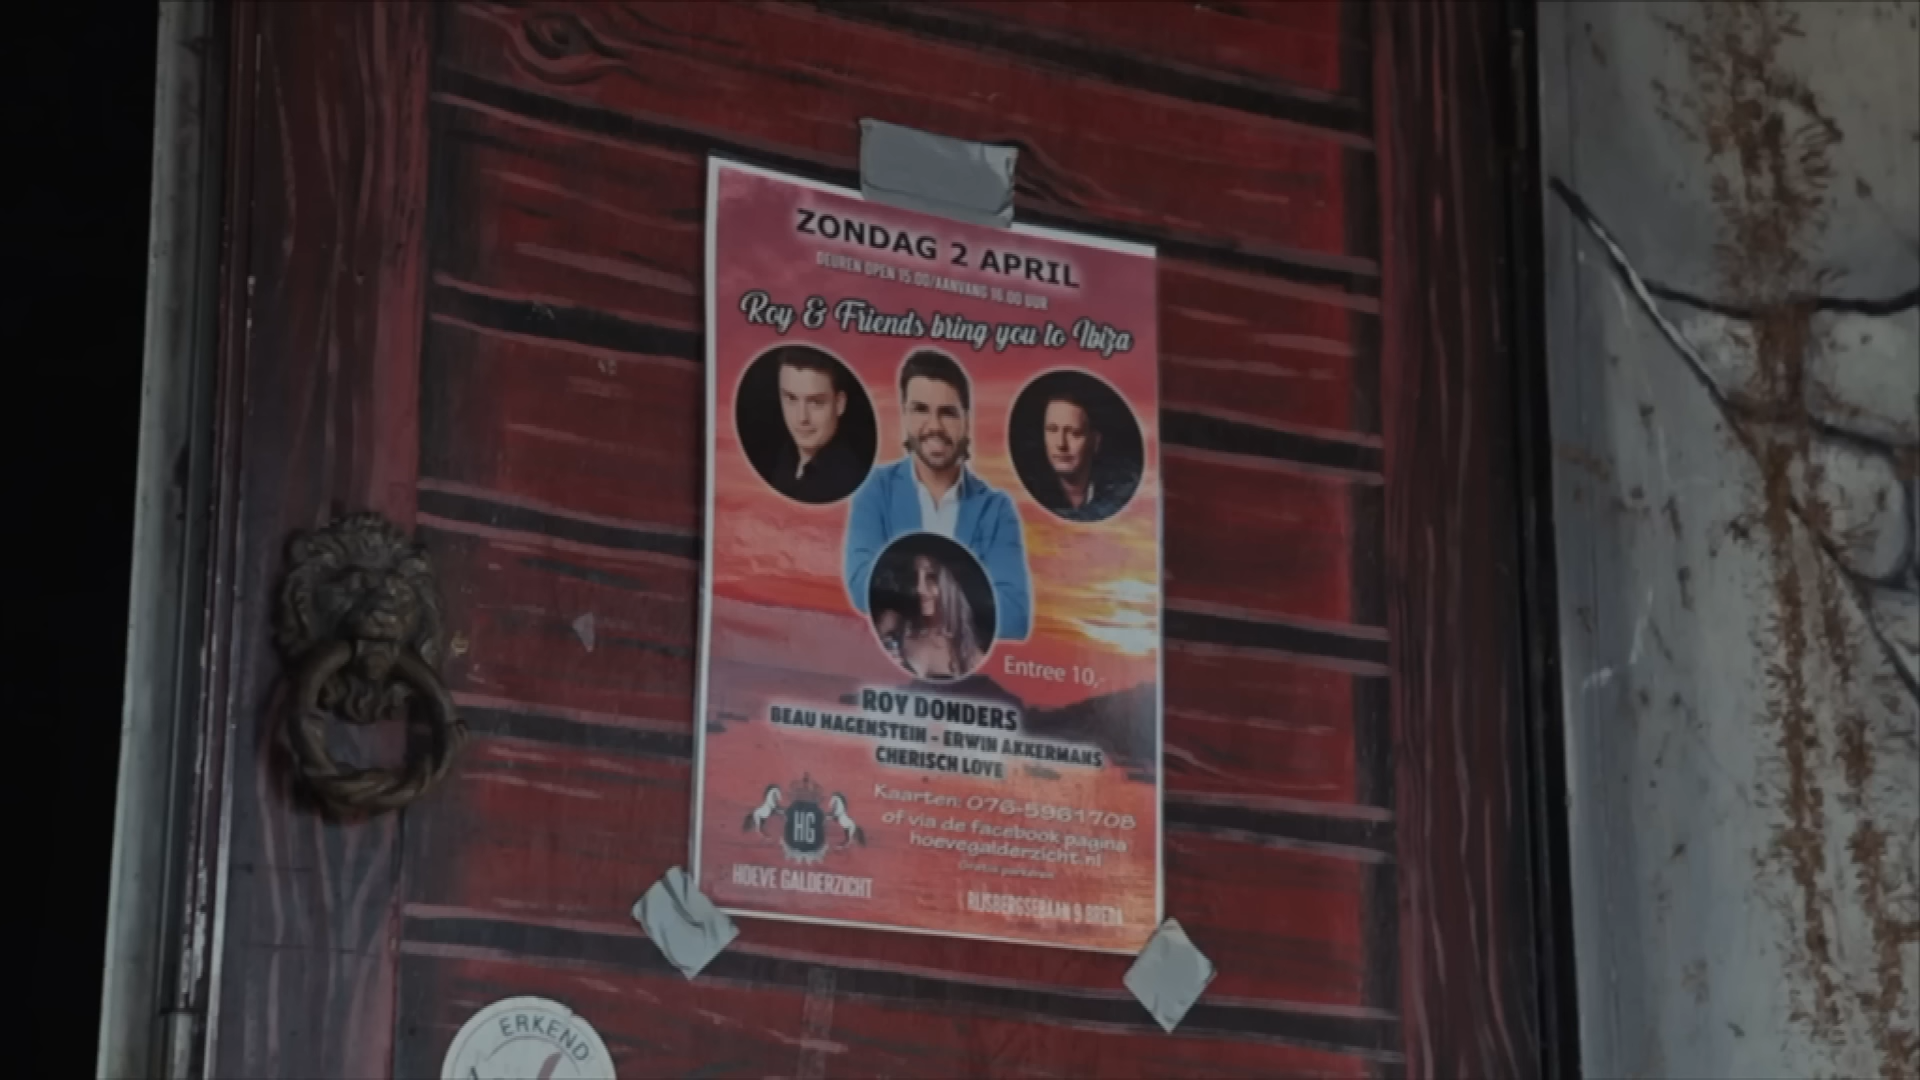 ZONDAG 2 APRIL
DEUREN OPEN 15.00/AANVANG 16.00 UUR
Roy & Friends bring you to Ibiza
Entree 10,-
ROY DONDERS
BEAU HAGENSTEIN - ERWIN AKKERMANS
CHERISCH LOVE
Kaarten: 076-5961708
of via de facebook pagina
hoevegalderzicht.nl
Gratis parkeren
HG
HOEVE GALDERZICHT
RIJSBERGSEBAAN 9 BREDA
ERKEND